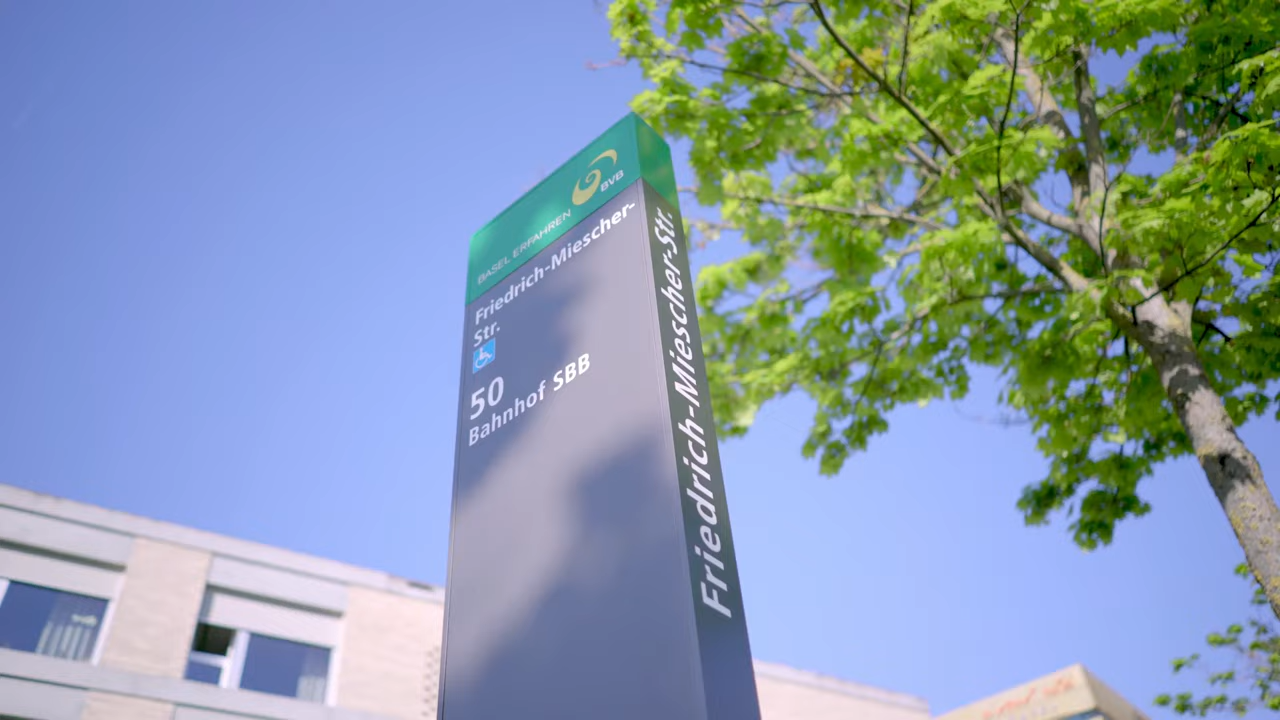 BASEL ERFAHREN
BVB
Friedrich-Miescher-
Str.
50
Bahnhof SBB
Friedrich-Miescher-Str.